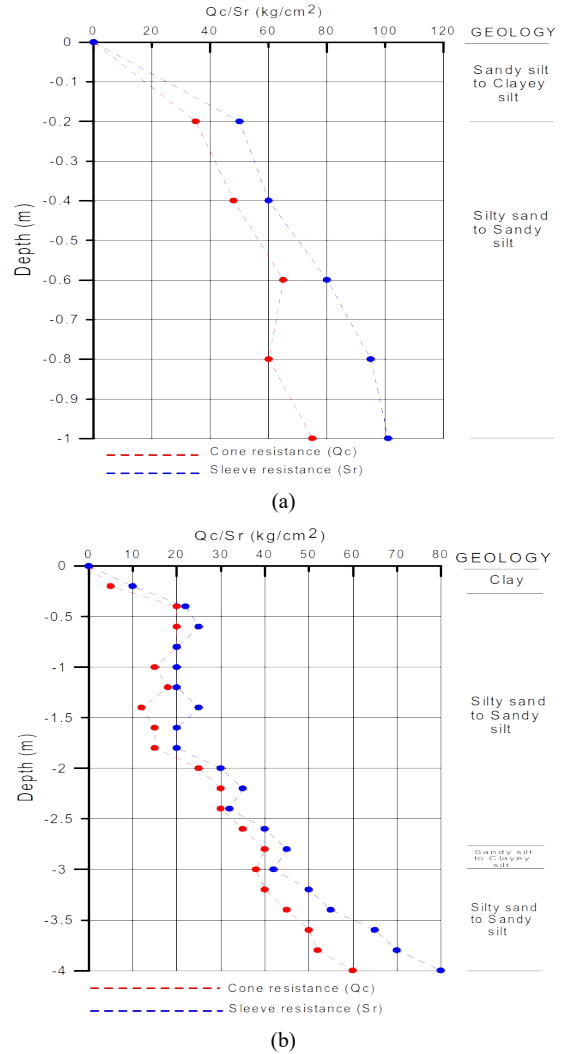 Qc/Sr (kg/cm2)
0 20 40 60 80 100 120
GEOLOGY
0
-0.1
-0.2
-0.3
-0.4
-0.5
-0.6
-0.7
-0.8
-0.9
-1
Depth (m)
Sandy silt
to Clayey
silt
Silty sand
to Sandy
silt
Cone resistance (Qc)
Sleeve resistance (Sr)
(a)
Qc/Sr (kg/cm2)
0 10 20 30 40 50 60 70 80
GEOLOGY
0
-0.5
-1
-1.5
-2
-2.5
-3
-3.5
-4
Depth (m)
Clay
Silty sand
to Sandy
silt
Sandy silt
to Clayey
silt
Silty sand
to Sandy
silt
Cone resistance (Qc)
Sleeve resistance (Sr)
(b)